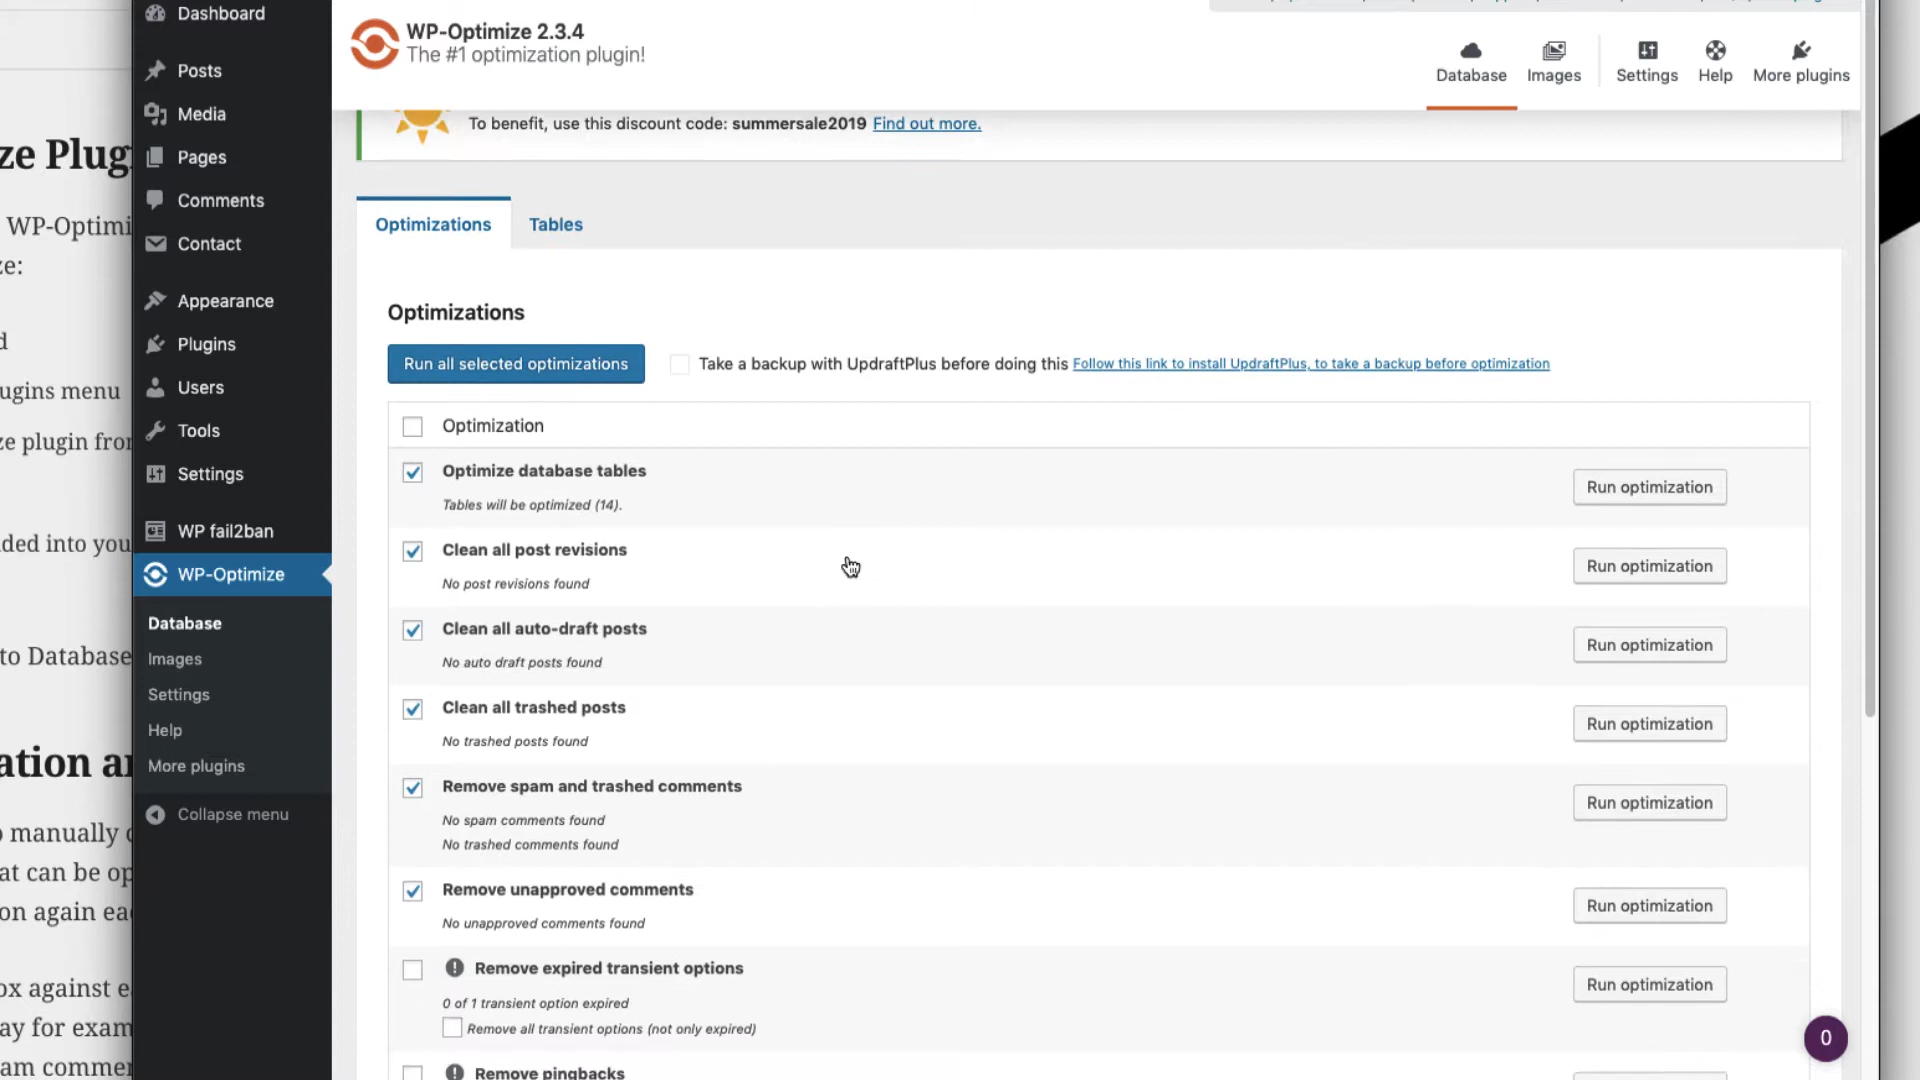 Dashboard
Posts
Media
Pages
Comments
Contact
Appearance
Plugins
Users
Tools
Settings
WP fail2ban
WP-Optimize
Database
Images
Settings
Help
More plugins
Collapse menu
WP-Optimize 2.3.4
The #1 optimization plugin!
Database
Images
Settings
Help
More plugins
To benefit, use this discount code: summersale2019 Find out more.
Optimizations
Tables
Optimizations
Run all selected optimizations
Take a backup with UpdraftPlus before doing this Follow this link to install UpdraftPlus, to take a backup before optimization
Optimization
Optimize database tables
Tables will be optimized (14).
Run optimization
Clean all post revisions
No post revisions found
Run optimization
Clean all auto-draft posts
No auto draft posts found
Run optimization
Clean all trashed posts
No trashed posts found
Run optimization
Remove spam and trashed comments
No spam comments found
No trashed comments found
Run optimization
Remove unapproved comments
No unapproved comments found
Run optimization
Remove expired transient options
0 of 1 transient option expired
Remove all transient options (not only expired)
Run optimization
Remove pingbacks
0
ze Plug
WP-Optimi
ze:
d
ugins menu
ze plugin fro
ded into you
to Database
ation a
manually
at can be op
on again ea
ox against e
ay for exam
am commen